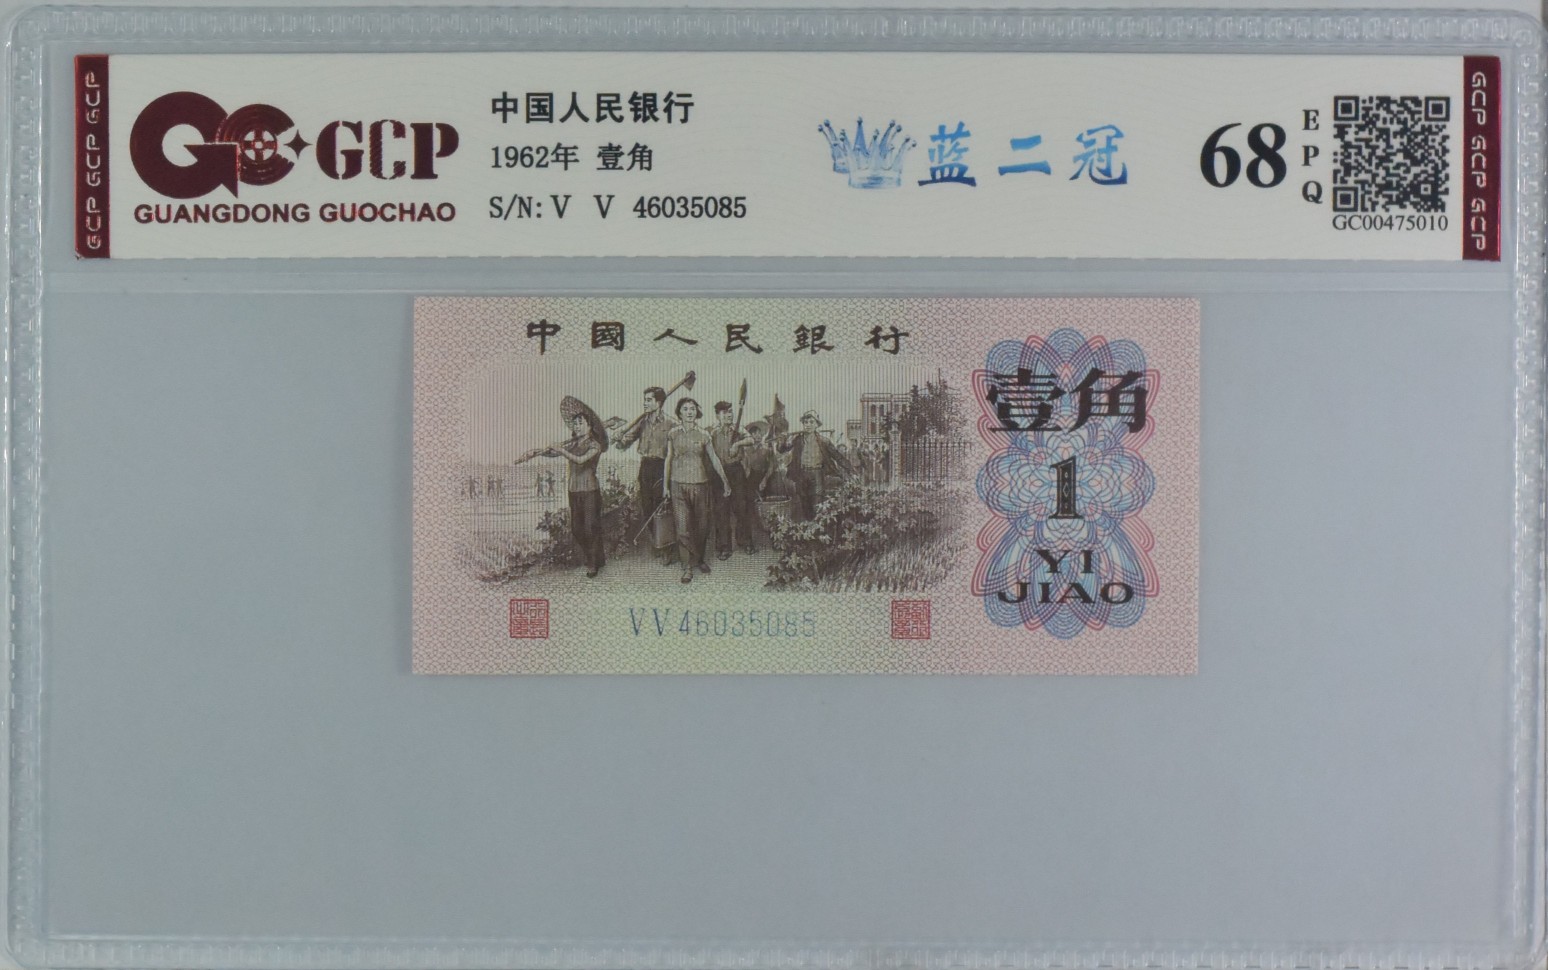 GCP GCP GCP
GCP
GUANGDONG GUOCHAO
中国人民银行
1962年 壹角
S/N: V V 46035085
蓝二冠
68
EPQ
GC00475010
GCP GCP GCP
中國人民銀行
壹角
1
YI
JIAO
VV46035085